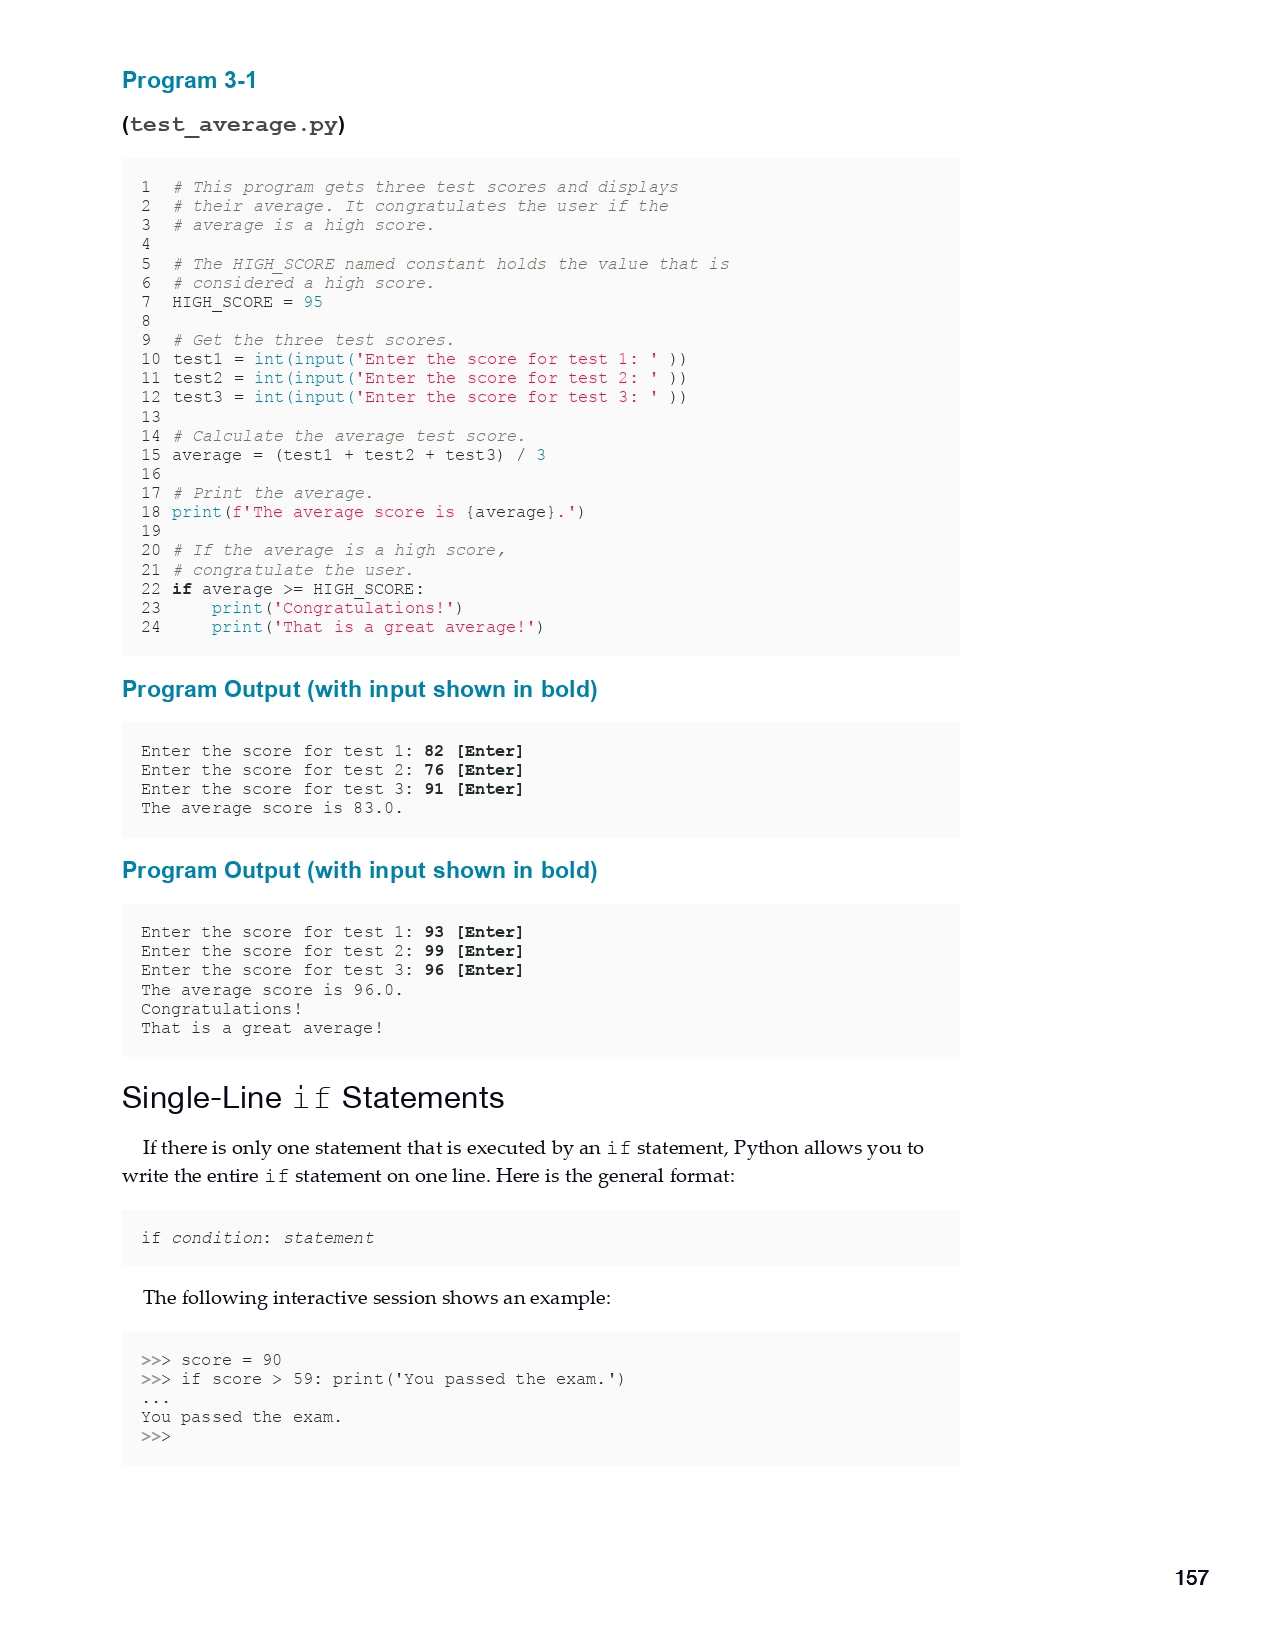 Program 3-1
(test_average.py)
1 # This program gets three test scores and displays
2 # their average. It congratulates the user if the
3 # average is a high score.
4
5 # The HIGH_SCORE named constant holds the value that is
6 # considered a high score.
7 HIGH_SCORE = 95
8
9 # Get the three test scores.
10 test1 = int(input('Enter the score for test 1: ' ))
11 test2 = int(input('Enter the score for test 2: ' ))
12 test3 = int(input('Enter the score for test 3: ' ))
13
14 # Calculate the average test score.
15 average = (test1 + test2 + test3) / 3
16
17 # Print the average.
18 print(f'The average score is {average}.')
19
20 # If the average is a high score,
21 # congratulate the user.
22 if average >= HIGH_SCORE:
23     print('Congratulations!')
24     print('That is a great average!')
Program Output (with input shown in bold)
Enter the score for test 1: 82 [Enter]
Enter the score for test 2: 76 [Enter]
Enter the score for test 3: 91 [Enter]
The average score is 83.0.
Program Output (with input shown in bold)
Enter the score for test 1: 93 [Enter]
Enter the score for test 2: 99 [Enter]
Enter the score for test 3: 96 [Enter]
The average score is 96.0.
Congratulations!
That is a great average!
Single-Line if Statements
If there is only one statement that is executed by an if statement, Python allows you to
write the entire if statement on one line. Here is the general format:
if condition: statement
The following interactive session shows an example:
>>> score = 90
>>> if score > 59: print('You passed the exam.')
...
You passed the exam.
>>>
157